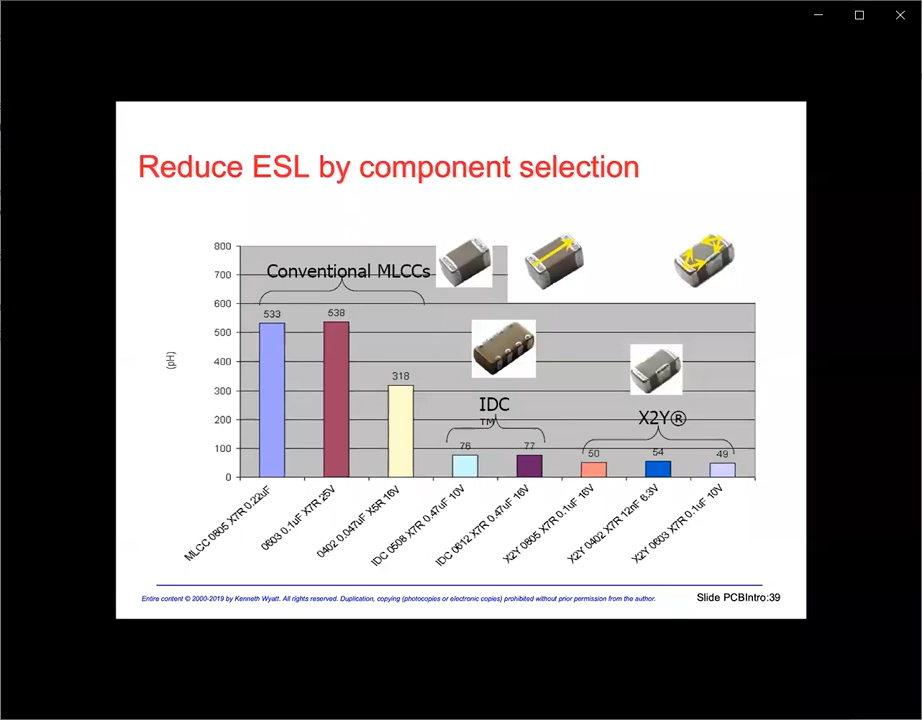 Reduce ESL by component selection
800
700
600
500
400
300
200
100
0
(pH)
Conventional MLCCs
533
538
318
IDC
™
76
77
X2Y®
50
54
49
MLCC 0805 X7R 0.22uF
0603 0.1uF X7R 25V
0402 0.047uF X5R 16V
IDC 0508 X7R 0.47uF 10V
IDC 0612 X7R 0.47uF 16V
X2Y 0805 X7R 0.1uF 16V
X2Y 0402 X7R 12nF 6.3V
X2Y 0603 X7R 0.1uF 10V
Entire content © 2000-2019 by Kenneth Wyatt. All rights reserved. Duplication, copying (photocopies or electronic copies) prohibited without prior permission from the author.
Slide PCBIntro:39